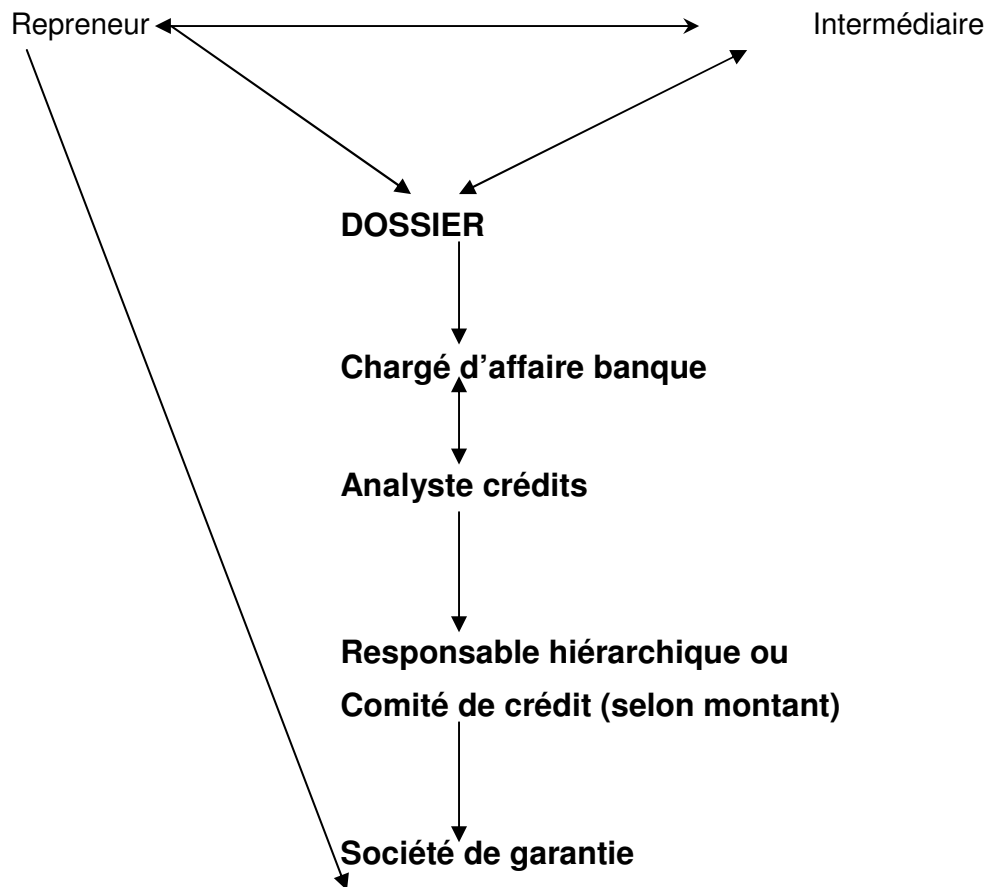 Repreneur Intermédiaire
DOSSIER
Chargé d'affaire banque
Analyste crédits
Responsable hiérarchique ou
Comité de crédit (selon montant)
Société de garantie